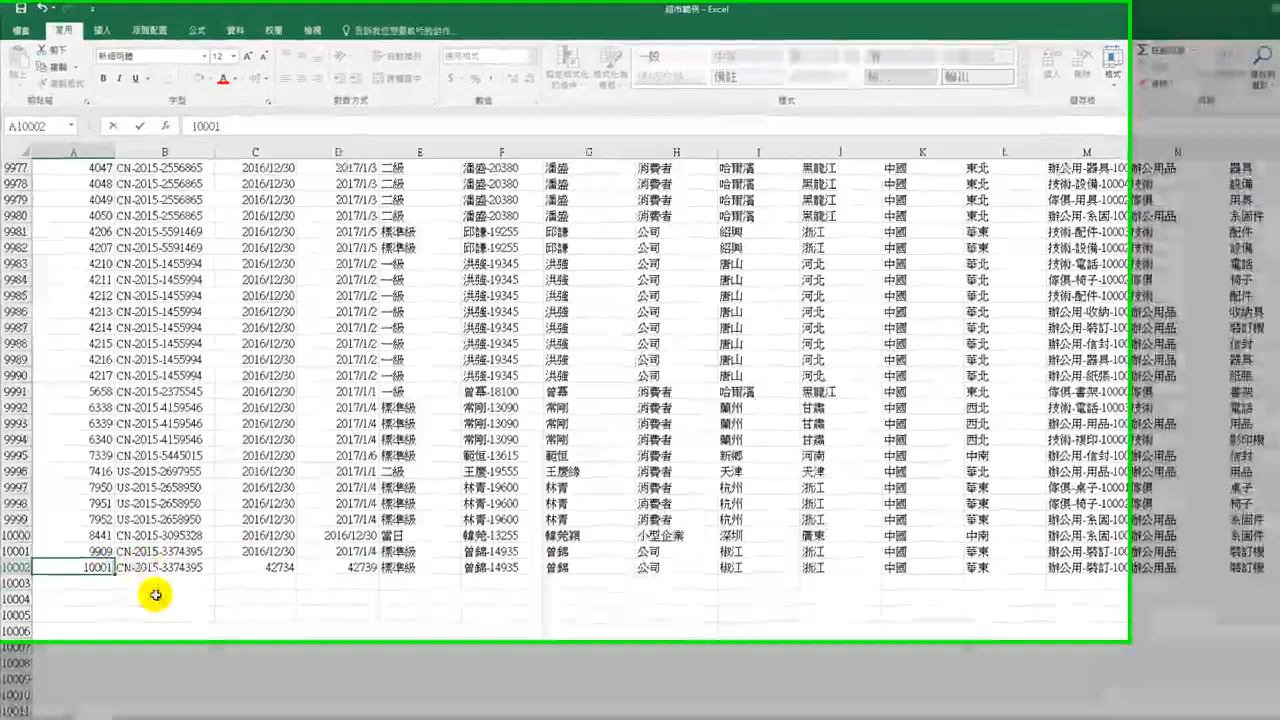 超市範例 - Excel
檔案 常用 插入 版面配置 公式 資料 校閱 檢視 告訴我您想要執行的動作...
剪下
新細明體 12 自動換列 通用格式 一般 中等 好
複製
貼上 複製格式 B I U 跨欄置中 $ % 設定格式化的條件 格式化為表格 備註 輸出 插入 刪除 格式
剪貼簿 字型 對齊方式 數值 樣式 儲存格
A10002 fx 10001
A B C D E F G H I J K L M N
9977 4047 CN-2015-2556865 2016/12/30 2017/1/3 二級 潘盛-20380 潘盛 消費者 哈爾濱 黑龍江 中國 東北 辦公用-器具-100 辦公用品 器具
9978 4048 CN-2015-2556865 2016/12/30 2017/1/3 二級 潘盛-20380 潘盛 消費者 哈爾濱 黑龍江 中國 東北 技術-設備-10004 技術 設備
9979 4049 CN-2015-2556865 2016/12/30 2017/1/3 二級 潘盛-20380 潘盛 消費者 哈爾濱 黑龍江 中國 東北 傢俱-用具-10002 傢俱 用具
9980 4050 CN-2015-2556865 2016/12/30 2017/1/3 二級 潘盛-20380 潘盛 消費者 哈爾濱 黑龍江 中國 東北 辦公用-系固-100 辦公用品 系固件
9981 4206 CN-2015-5591469 2016/12/30 2017/1/5 標準級 邱謙-19255 邱謙 公司 紹興 浙江 中國 華東 技術-配件-10003 技術 配件
9982 4207 CN-2015-5591469 2016/12/30 2017/1/5 標準級 邱謙-19255 邱謙 公司 紹興 浙江 中國 華東 技術-設備-10002 技術 設備
9983 4210 CN-2015-1455994 2016/12/30 2017/1/2 一級 洪強-19345 洪強 公司 唐山 河北 中國 華北 技術-電話-10004 技術 電話
9984 4211 CN-2015-1455994 2016/12/30 2017/1/2 一級 洪強-19345 洪強 公司 唐山 河北 中國 華北 傢俱-椅子-10002 傢俱 椅子
9985 4212 CN-2015-1455994 2016/12/30 2017/1/2 一級 洪強-19345 洪強 公司 唐山 河北 中國 華北 技術-配件-1000 技術 配件
9986 4213 CN-2015-1455994 2016/12/30 2017/1/2 一級 洪強-19345 洪強 公司 唐山 河北 中國 華北 辦公用-收納-100 辦公用品 收納具
9987 4214 CN-2015-1455994 2016/12/30 2017/1/2 一級 洪強-19345 洪強 公司 唐山 河北 中國 華北 辦公用-裝訂-100 辦公用品 裝訂機
9988 4215 CN-2015-1455994 2016/12/30 2017/1/2 一級 洪強-19345 洪強 公司 唐山 河北 中國 華北 辦公用-信封-100 辦公用品 信封
9989 4216 CN-2015-1455994 2016/12/30 2017/1/2 一級 洪強-19345 洪強 公司 唐山 河北 中國 華北 辦公用-器具-100 辦公用品 器具
9990 4217 CN-2015-1455994 2016/12/30 2017/1/2 一級 洪強-19345 洪強 公司 唐山 河北 中國 華北 辦公用-紙張-100 辦公用品 紙張
9991 5658 CN-2015-2375545 2016/12/30 2017/1/1 一級 曾幕-18100 曾幕 消費者 哈爾濱 黑龍江 中國 東北 傢俱-書架-1000 傢俱 書架
9992 6338 CN-2015-4159546 2016/12/30 2017/1/4 標準級 常剛-13090 常剛 消費者 蘭州 甘肅 中國 西北 技術-電話-10003 技術 電話
9993 6339 CN-2015-4159546 2016/12/30 2017/1/4 標準級 常剛-13090 常剛 消費者 蘭州 甘肅 中國 西北 辦公用-用品-100 辦公用品 用品
9994 6340 CN-2015-4159546 2016/12/30 2017/1/4 標準級 常剛-13090 常剛 消費者 蘭州 甘肅 中國 西北 技術-複印-1000 技術 影印機
9995 7339 CN-2015-5445015 2016/12/30 2017/1/6 標準級 範恒-13615 範恒 公司 新鄉 河南 中國 中南 辦公用-信封-100 辦公用品 信封
9996 7416 US-2015-2697955 2016/12/30 2017/1/1 二級 王慶-19555 王慶綠 公司 天津 天津 中國 華北 辦公用-用品-100 辦公用品 用品
9997 7950 US-2015-2658950 2016/12/30 2017/1/4 標準級 林青-19600 林青 消費者 杭州 浙江 中國 華東 傢俱-桌子-1000 傢俱 桌子
9998 7951 US-2015-2658950 2016/12/30 2017/1/4 標準級 林青-19600 林青 消費者 杭州 浙江 中國 華東 傢俱-椅子-10002 傢俱 椅子
9999 7952 US-2015-2658950 2016/12/30 2017/1/4 標準級 林青-19600 林青 消費者 杭州 浙江 中國 華東 辦公用-系固-100 辦公用品 系固件
10000 8441 CN-2015-3095328 2016/12/30 2016/12/30 當日 韓莞-13255 韓莞穎 小型企業 深圳 廣東 中國 中南 辦公用-系固-100 辦公用品 系固件
10001 9909 CN-2015-3374395 2016/12/30 2017/1/4 標準級 曾錦-14935 曾錦 公司 椒江 浙江 中國 華東 辦公用-裝訂-100 辦公用品 裝訂機
10002 10001 CN-2015-3374395 42734 42739 標準級 曾錦-14935 曾錦 公司 椒江 浙江 中國 華東 辦公用-裝訂-100 辦公用品 裝訂機
10003
10004
10005
10006
10007
10008
10009
10010
10011